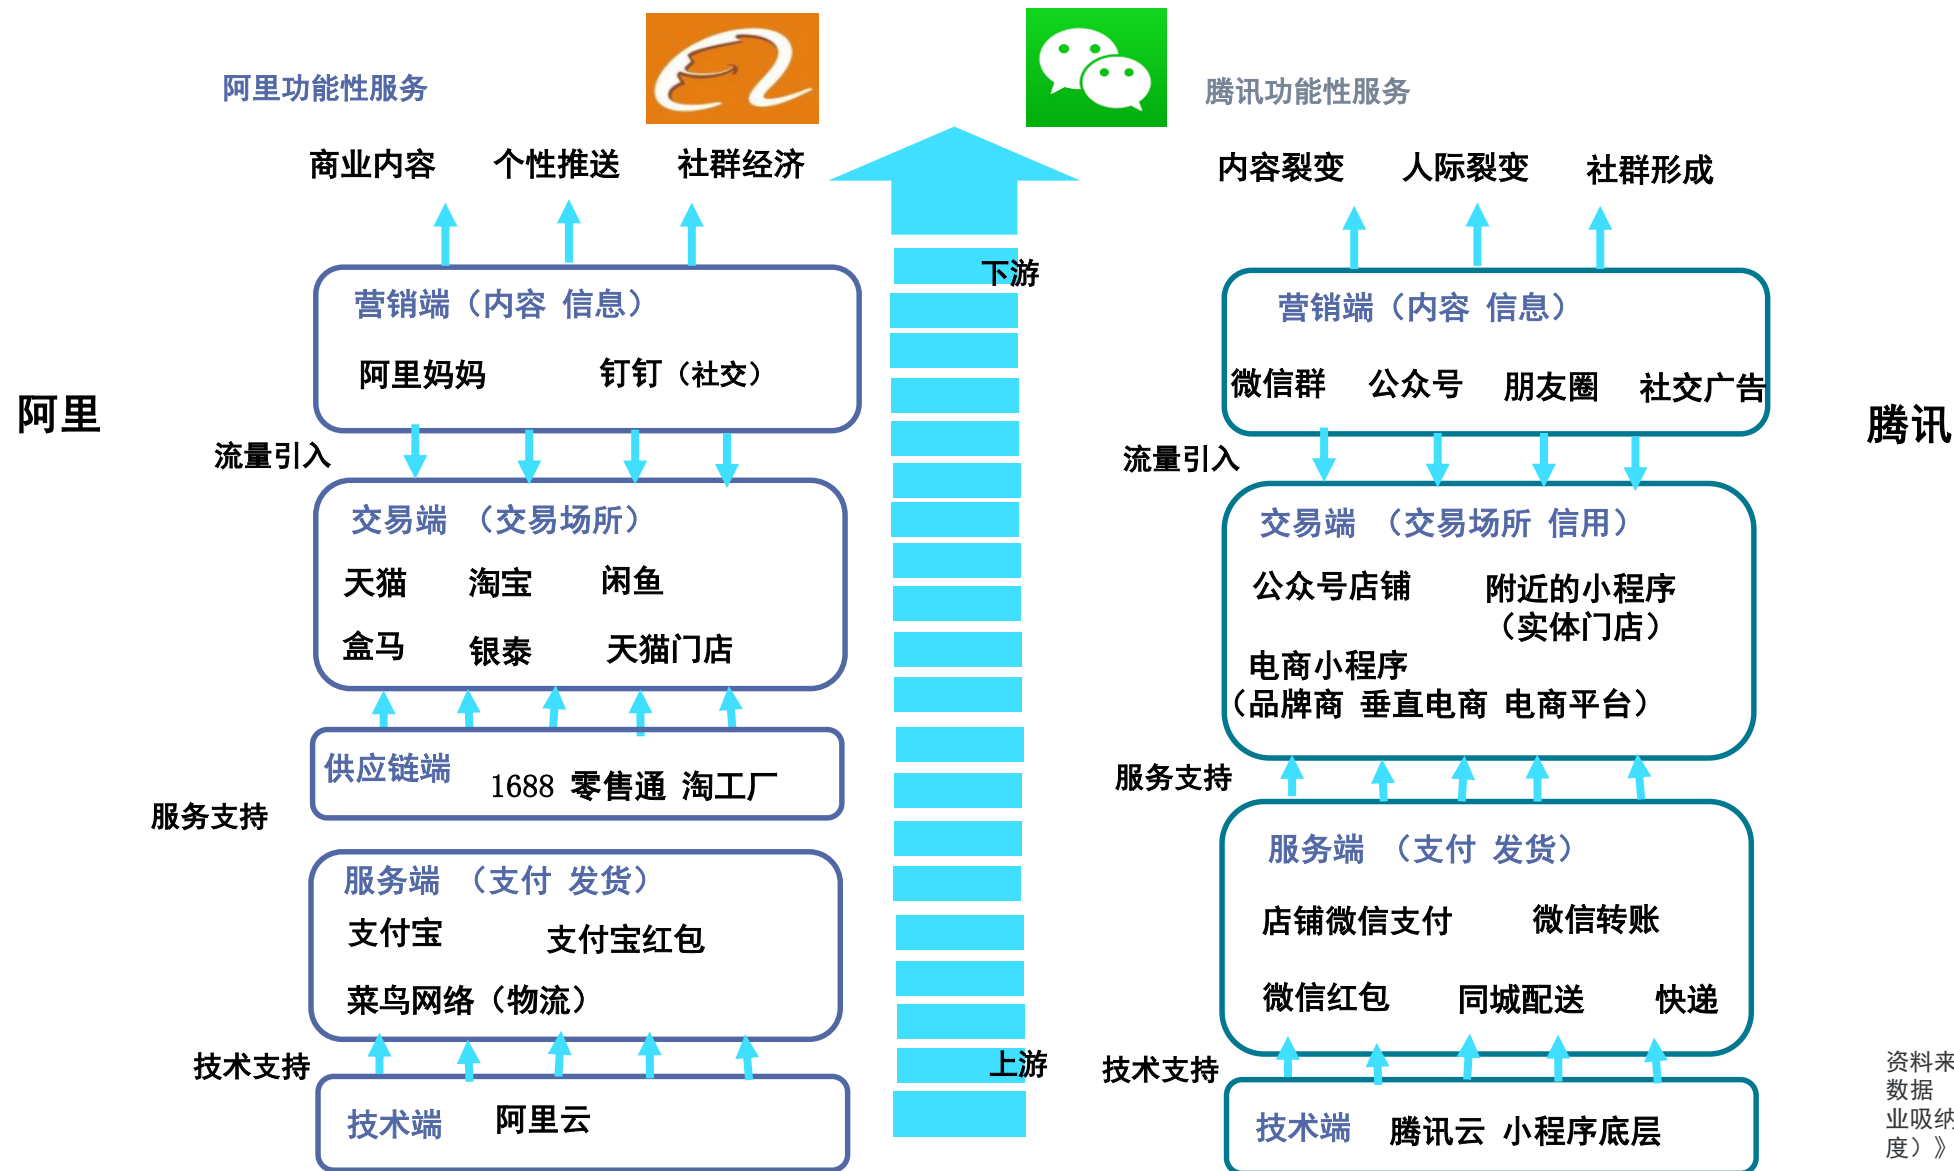 阿里功能性服务
商业内容 个性推送 社群经济
阿里
营销端（内容 信息）
阿里妈妈 钉钉（社交）
流量引入
交易端 （交易场所）
天猫 淘宝 闲鱼
盒马 银泰 天猫门店
供应链端
1688 零售通 淘工厂
服务支持
服务端 （支付 发货）
支付宝 支付宝红包
菜鸟网络（物流）
技术支持
技术端 阿里云
下游
上游
腾讯功能性服务
内容裂变 人际裂变 社群形成
腾讯
营销端（内容 信息）
微信群 公众号 朋友圈 社交广告
流量引入
交易端 （交易场所 信用）
公众号店铺 附近的小程序
（实体门店）
电商小程序
（品牌商 垂直电商 电商平台）
服务支持
服务端 （支付 发货）
店铺微信支付 微信转账
微信红包 同城配送 快递
技术支持
技术端 腾讯云 小程序底层
资料来
数据
业吸纳
度）》